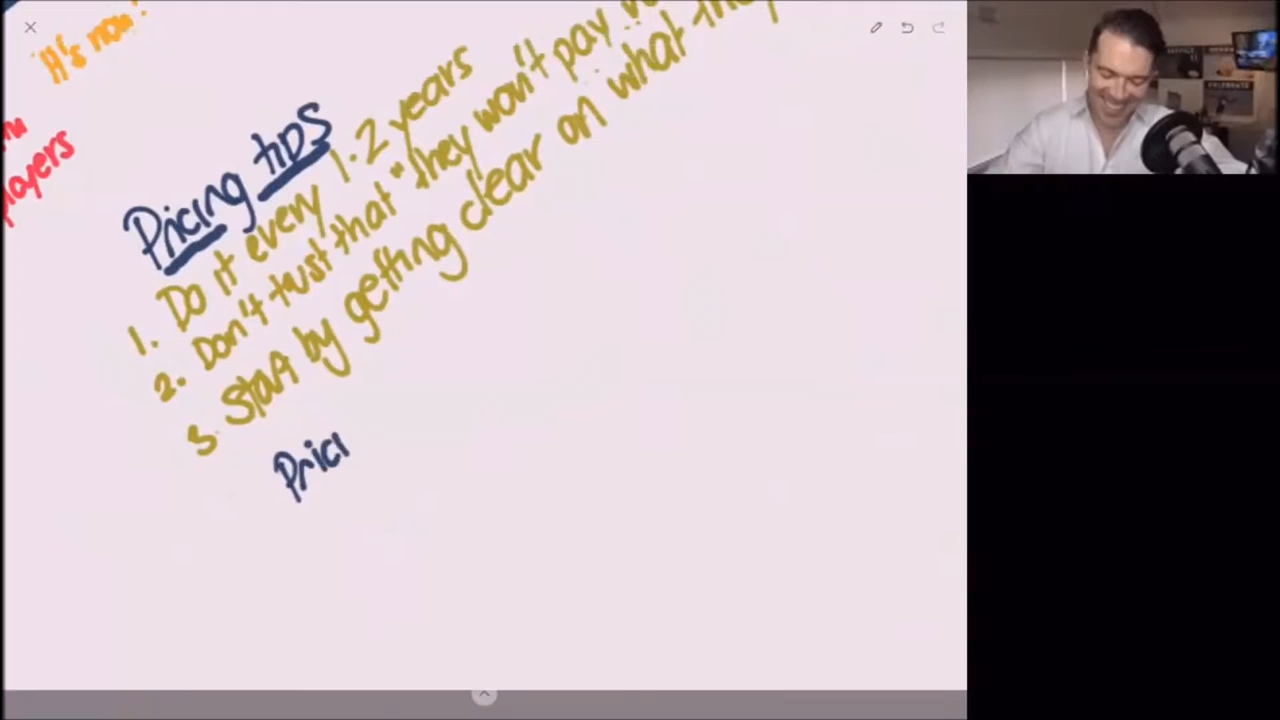 It's now!
players
Pricing tips
1. Do it every 1-2 years
2. Don't trust that "they won't pay
3. Start by getting clear on what they
Prici
CELEBRATE